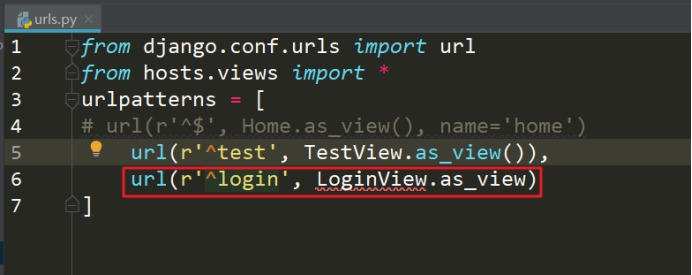 urls.py ×
1 from django.conf.urls import url
2 from hosts.views import *
3 urlpatterns = [
4 # url(r'^$', Home.as_view(), name='home')
5 url(r'^test', TestView.as_view()),
6 url(r'^login', LoginView.as_view)
7 ]